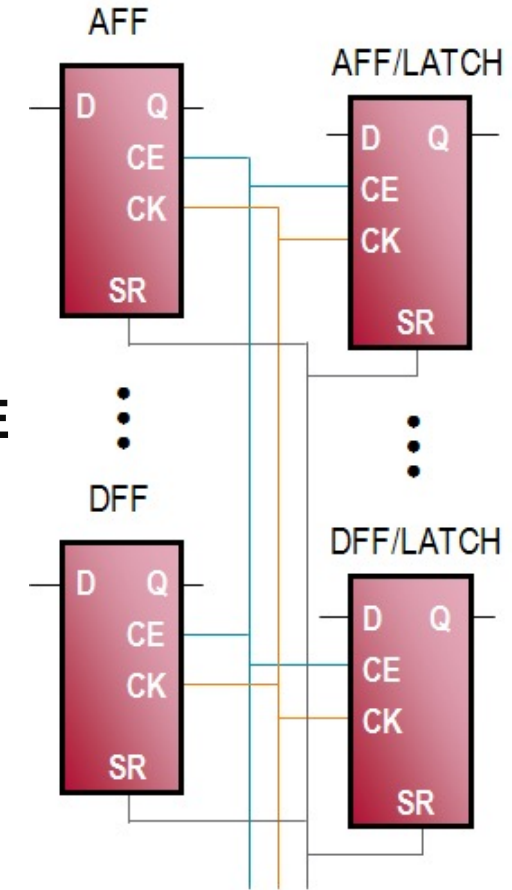 AFF
D Q
CE
CK
SR
AFF/LATCH
D Q
CE
CK
SR
E
DFF
D Q
CE
CK
SR
DFF/LATCH
D Q
CE
CK
SR